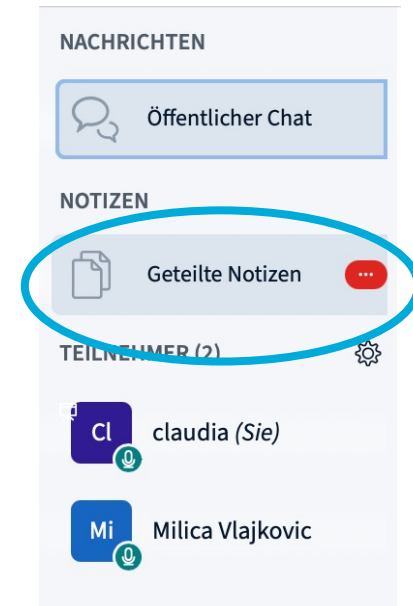 NACHRICHTEN
Öffentlicher Chat
NOTIZEN
Geteilte Notizen ...
TEILNEHMER (2)
Cl claudia (Sie)
Mi Milica Vlajkovic